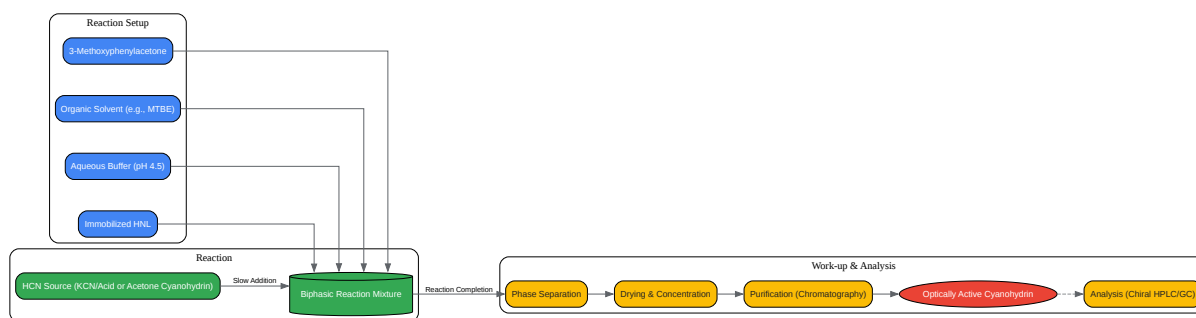 Reaction Setup
3-Methoxyphenylacetone
Organic Solvent (e.g., MTBE)
Aqueous Buffer (pH 4.5)
Immobilized HNL
Reaction
HCN Source (KCN/Acid or Acetone Cyanohydrin)
Slow Addition
Biphasic Reaction Mixture
Reaction Completion
Work-up & Analysis
Phase Separation
Drying & Concentration
Purification (Chromatography)
Optically Active Cyanohydrin
Analysis (Chiral HPLC/GC)